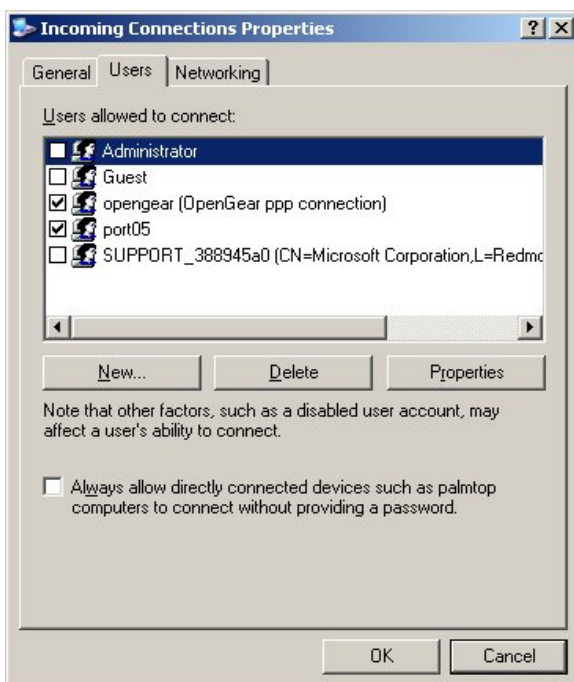 Incoming Connections Properties
General Users Networking
Users allowed to connect:
Administrator
Guest
opengear (OpenGear ppp connection)
port05
SUPPORT_388945a0 (CN=Microsoft Corporation,L=Redmo
New... Delete Properties
Note that other factors, such as a disabled user account, may
affect a user's ability to connect.
Always allow directly connected devices such as palmtop
computers to connect without providing a password.
OK Cancel